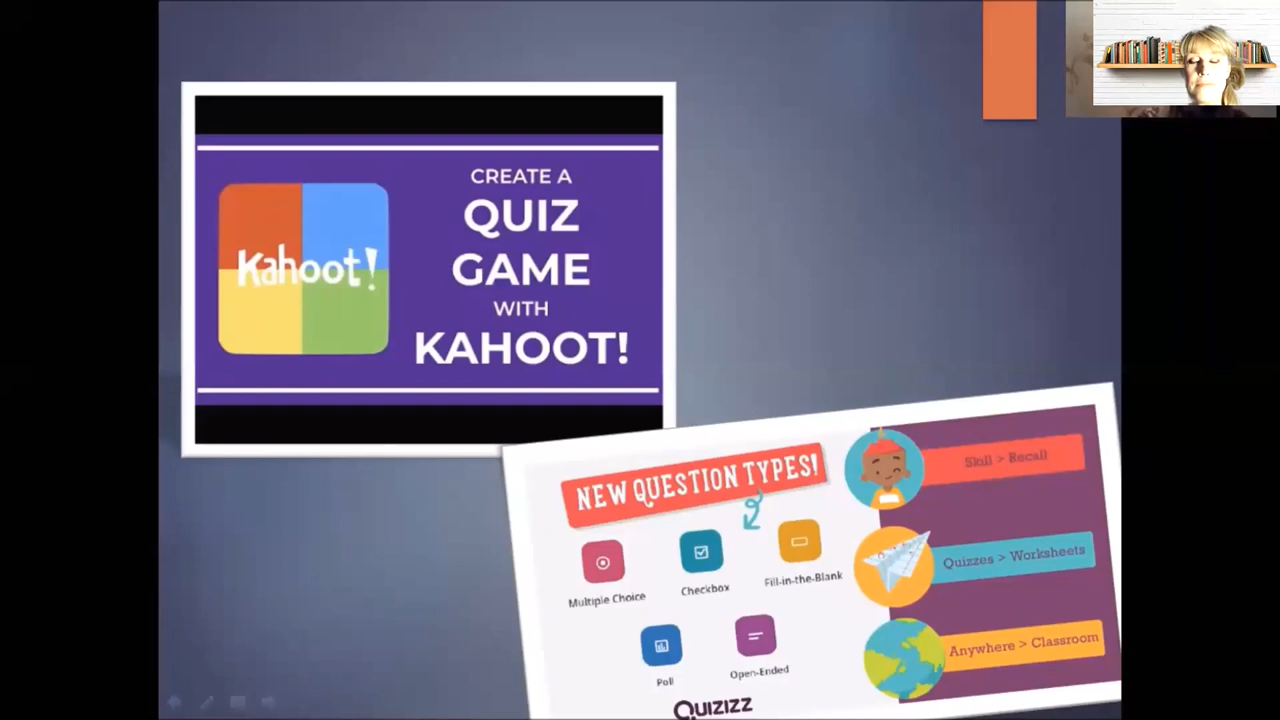 CREATE A
QUIZ
GAME
WITH
KAHOOT!
Kahoot!
NEW QUESTION TYPES!
Multiple Choice
Checkbox
Fill-in-the-Blank
Poll
Open-Ended
QUIZIZZ
Skill > Recall
Quizzes > Worksheets
Anywhere > Classroom